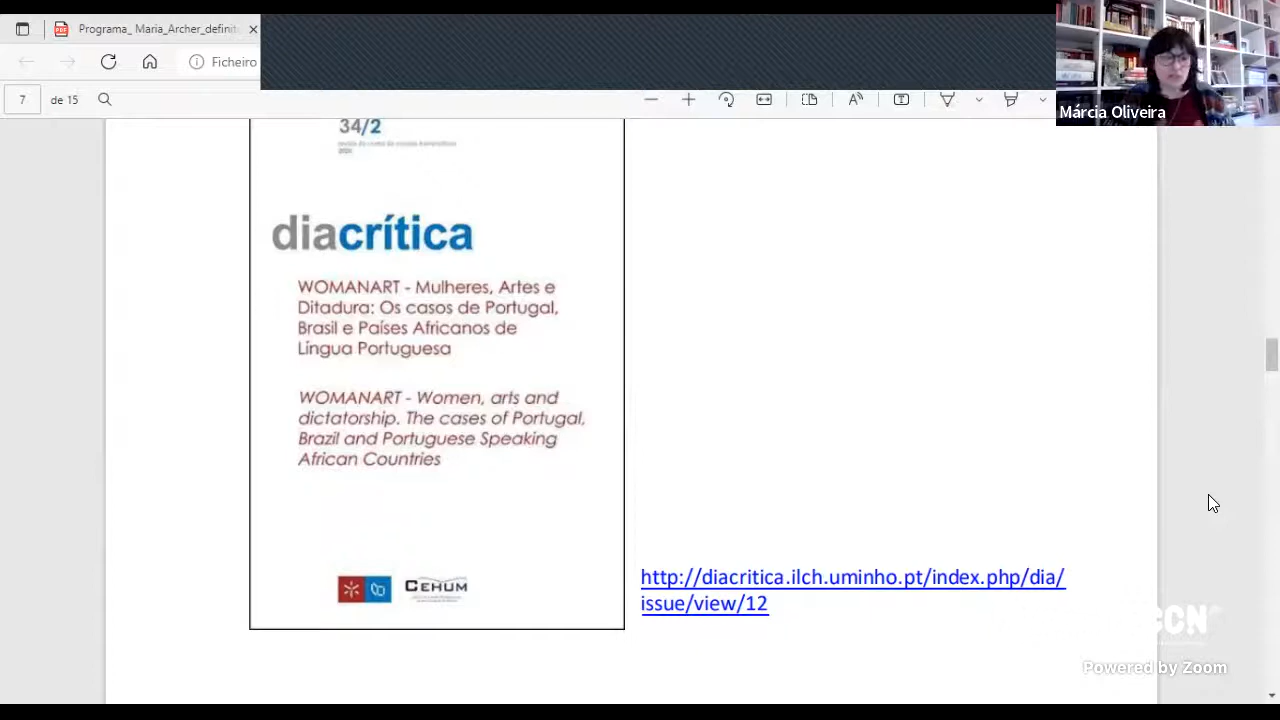 Programa_ Maria_Archer_definit
Ficheiro
7 de 15
Márcia Oliveira
34/2
diacrítica
WOMANART - Mulheres, Artes e
Ditadura: Os casos de Portugal,
Brasil e Países Africanos de
Língua Portuguesa
WOMANART - Women, arts and
dictatorship. The cases of Portugal,
Brazil and Portuguese Speaking
African Countries
CEHUM
http://diacritica.ilch.uminho.pt/index.php/dia/
issue/view/12
Powered by Zoom